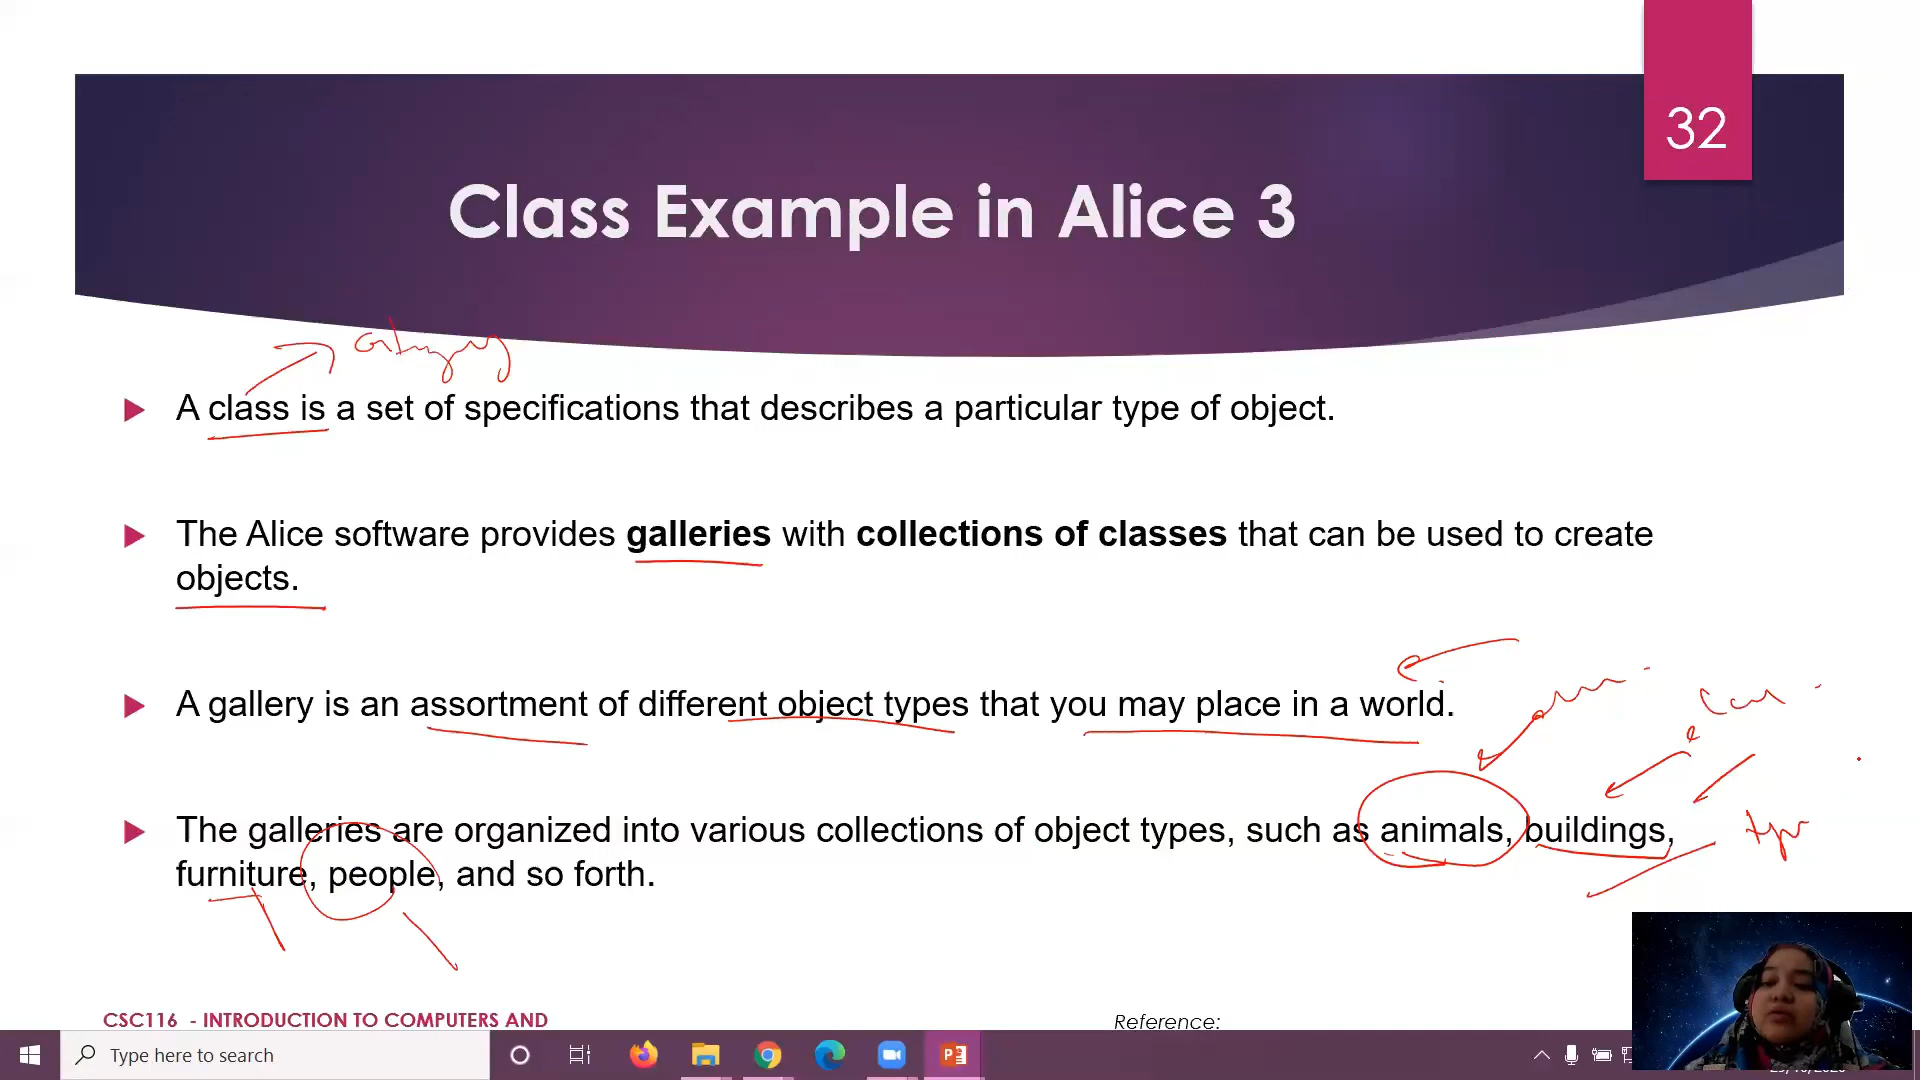 32
Class Example in Alice 3
category
A class is a set of specifications that describes a particular type of object.
The Alice software provides galleries with collections of classes that can be used to create
objects.
A gallery is an assortment of different object types that you may place in a world.
The galleries are organized into various collections of object types, such as animals, buildings,
furniture, people, and so forth.
CSC116 - INTRODUCTION TO COMPUTERS AND
Reference:
Type here to search